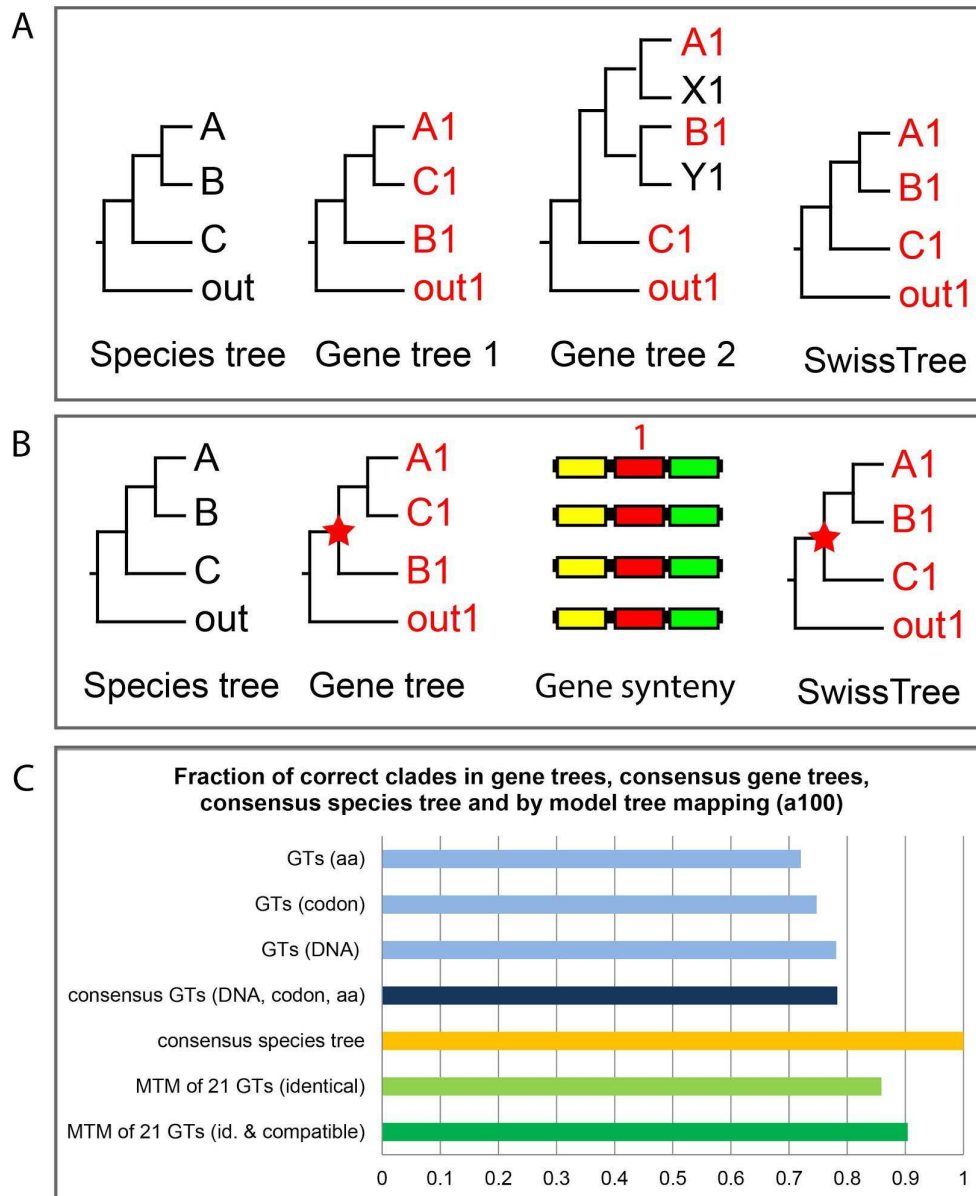 A
A
B
C
out
Species tree
A1
C1
B1
out1
Gene tree 1
A1
X1
B1
Y1
C1
out1
Gene tree 2
A1
B1
C1
out1
SwissTree
B
A
B
C
out
Species tree
A1
C1
B1
out1
Gene tree
1
Gene synteny
A1
B1
C1
out1
SwissTree
C
Fraction of correct clades in gene trees, consensus gene trees,
consensus species tree and by model tree mapping (a100)
GTs (aa)
GTs (codon)
GTs (DNA)
consensus GTs (DNA, codon, aa)
consensus species tree
MTM of 21 GTs (identical)
MTM of 21 GTs (id. & compatible)
0 0.1 0.2 0.3 0.4 0.5 0.6 0.7 0.8 0.9 1